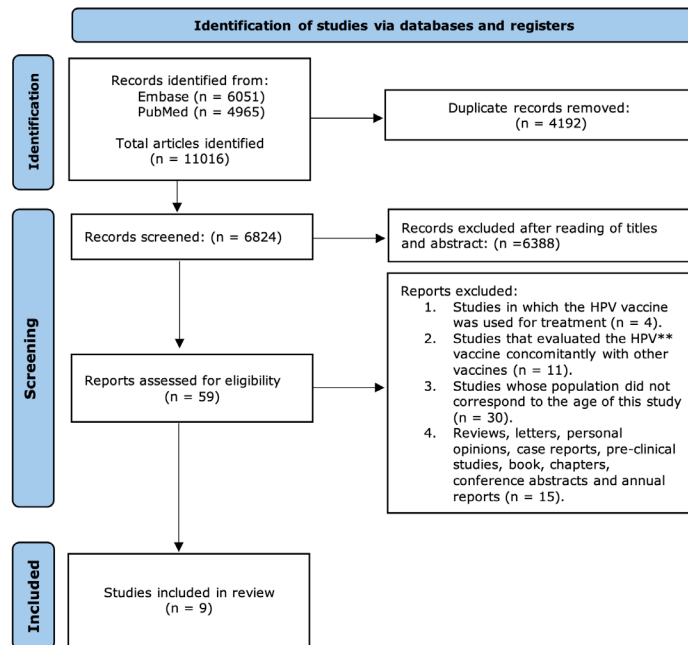 Identification of studies via databases and registers
Identification
Records identified from:
Embase (n = 6051)
PubMed (n = 4965)
Total articles identified
(n = 11016)
Duplicate records removed:
(n = 4192)
Screening
Records screened: (n = 6824)
Records excluded after reading of titles
and abstract: (n =6388)
Reports assessed for eligibility
(n = 59)
Reports excluded:
1. Studies in which the HPV vaccine
was used for treatment (n = 4).
2. Studies that evaluated the HPV**
vaccine concomitantly with other
vaccines (n = 11).
3. Studies whose population did not
correspond to the age of this study
(n = 30).
4. Reviews, letters, personal
opinions, case reports, pre-clinical
studies, book, chapters,
conference abstracts and annual
reports (n = 15).
Included
Studies included in review
(n = 9)